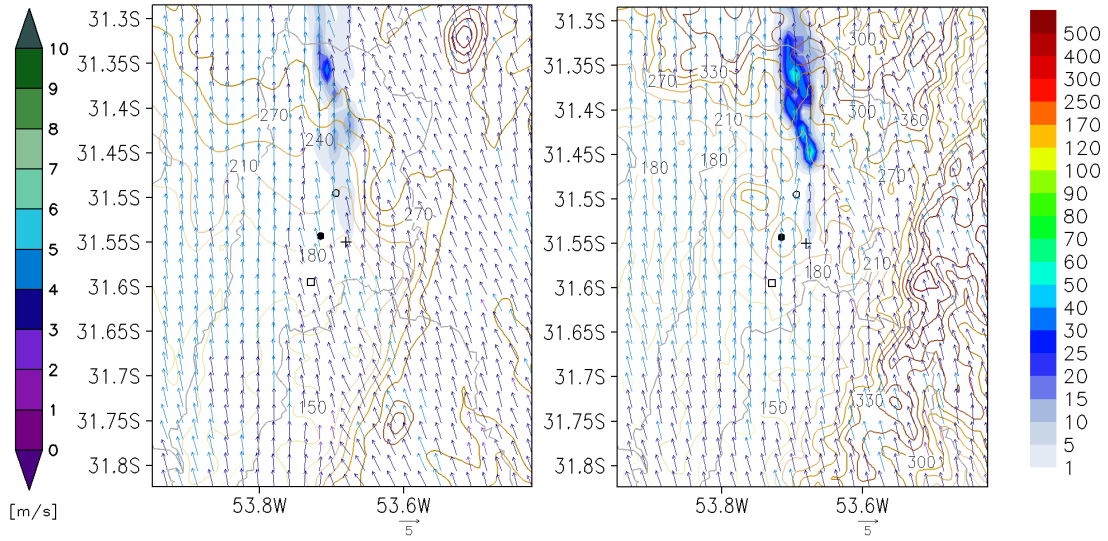 10
9
8
7
6
5
4
3
2
1
0
[m/s]
31.3S
31.35S
31.4S
31.45S
31.5S
31.55S
31.6S
31.65S
31.7S
31.75S
31.8S
270
240
210
270
180
150
53.8W
53.6W
5
31.3S
31.35S
31.4S
31.45S
31.5S
31.55S
31.6S
31.65S
31.7S
31.75S
31.8S
300
330
270
300
360
210
180
180
270
210
180
150
330
300
53.8W
53.6W
5
500
400
300
250
170
120
100
90
80
70
60
50
40
30
25
20
15
10
5
1